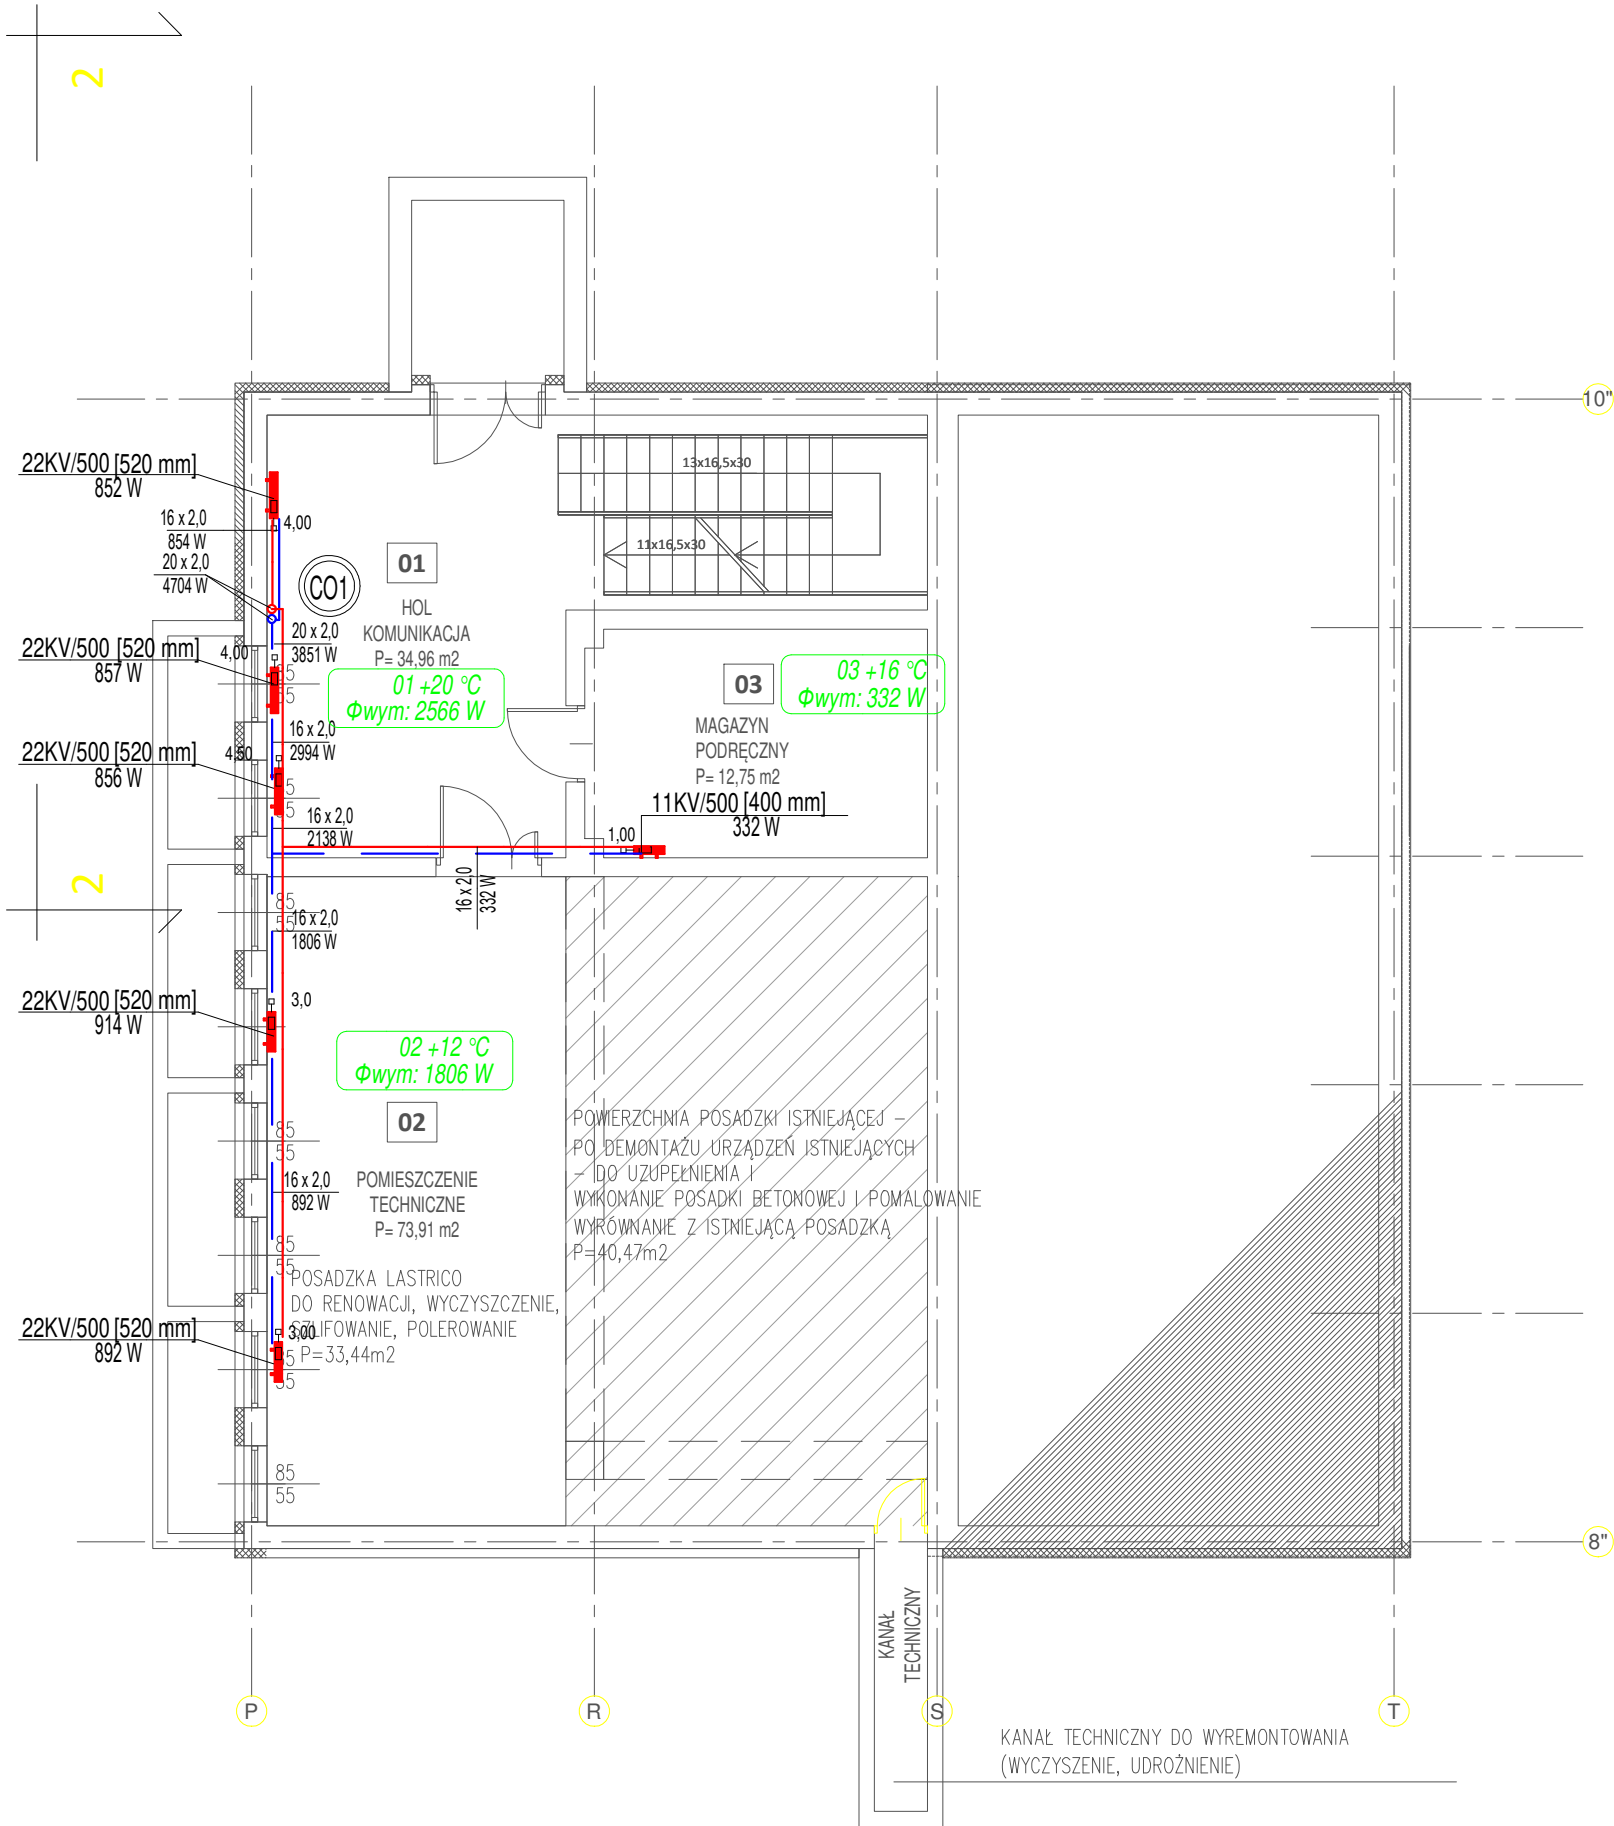 2
10"
13x16,5x30
22KV/500 [520 mm]
852 W
4,00
16 x 2,0
854 W
11x16,5x30
01
20 x 2,0
4704 W
CO1
HOL
KOMUNIKACJA
P= 34,96 m2
20 x 2,0
3851 W
22KV/500 [520 mm]
857 W
4,00
01 +20 °C
Φwym: 2566 W
03
03 +16 °C
Φwym: 332 W
MAGAZYN
PODRĘCZNY
P= 12,75 m2
16 x 2,0
2994 W
22KV/500 [520 mm]
856 W
4,50
11KV/500 [400 mm]
332 W
1,00
16 x 2,0
2138 W
16 x 2,0
332 W
2
85
55
16 x 2,0
1806 W
22KV/500 [520 mm]
914 W
3,0
02 +12 °C
Φwym: 1806 W
02
POMIESZCZENIE
TECHNICZNE
P= 73,91 m2
85
55
16 x 2,0
892 W
POWIERZCHNIA POSADZKI ISTNIEJĄCEJ –
PO DEMONTAŻU URZĄDZEŃ ISTNIEJĄCYCH
– DO UZUPEŁNIENIA I
WYKONANIE POSADKI BETONOWEJ I POMALOWANIE
WYRÓWNANIE Z ISTNIEJĄCĄ POSADZKĄ
P=40,47m2
85
55
POSADZKA LASTRICO
DO RENOWACJI, WYCZYSZCZENIE,
SZLIFOWANIE, POLEROWANIE
P=33,44m2
22KV/500 [520 mm]
892 W
3,00
85
55
8"
KANAŁ
TECHNICZNY
P
R
S
T
KANAŁ TECHNICZNY DO WYREMONTOWANIA
(WYCZYSZENIE, UDROŻNIENIE)